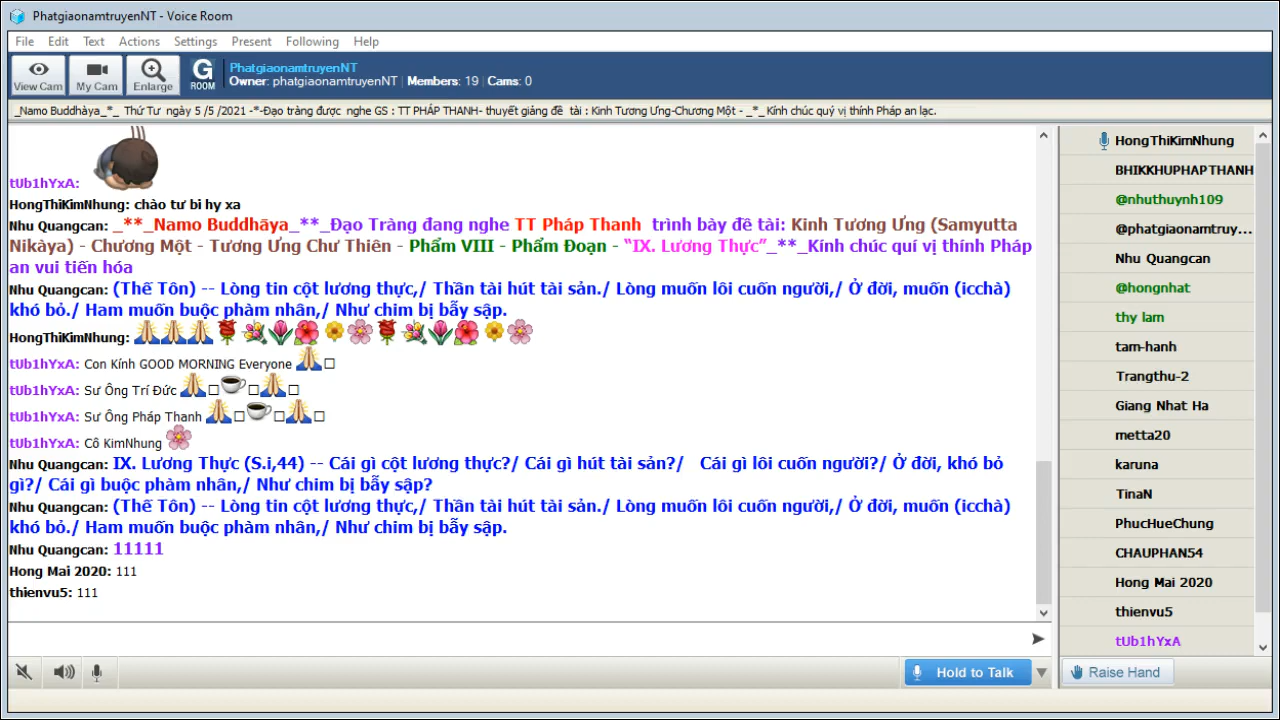 PhatgiaonamtruyenNT - Voice Room
File Edit Text Actions Settings Present Following Help
View Cam My Cam Enlarge G ROOM
PhatgiaonamtruyenNT
Owner: phatgiaonamtruyenNT | Members: 19 | Cams: 0
_Namo Buddhàya_*_ Thứ Tư ngày 5 /5 /2021 -*-Đạo tràng được nghe GS : TT PHÁP THANH- thuyết giảng đề tài : Kinh Tương Ưng-Chương Một - _*_ Kính chúc quý vị thính Pháp an lạc.
tUb1hYxA:
HongThiKimNhung: chào tư bi hy xa
Nhu Quangcan: _**_Namo Buddhāya_**_Đạo Tràng đang nghe TT Pháp Thanh trình bày đề tài: Kinh Tương Ưng (Samyutta
Nikàya) - Chương Một - Tương Ưng Chư Thiên - Phẩm VIII - Phẩm Đoạn - “IX. Lương Thực”_**_Kính chúc quí vị thính Pháp
an vui tiến hóa
Nhu Quangcan: (Thế Tôn) -- Lòng tin cột lương thực,/ Thần tài hút tài sản./ Lòng muốn lôi cuốn người,/ Ở đời, muốn (icchà)
khó bỏ./ Ham muốn buộc phàm nhân,/ Như chim bị bẫy sập.
HongThiKimNhung: 🙏🙏🙏🌹💐🌷🌺🌼🌸🌹💐🌷🌺🌼🌸
tUb1hYxA: Con Kính GOOD MORNING Everyone 🙏□
tUb1hYxA: Sư Ông Trí Đức 🙏□☕□🙏□
tUb1hYxA: Sư Ông Pháp Thanh 🙏□☕□🙏□
tUb1hYxA: Cô KimNhung 🌸
Nhu Quangcan: IX. Lương Thực (S.i,44) -- Cái gì cột lương thực?/ Cái gì hút tài sản?/ Cái gì lôi cuốn người?/ Ở đời, khó bỏ
gì?/ Cái gì buộc phàm nhân,/ Như chim bị bẫy sập?
Nhu Quangcan: (Thế Tôn) -- Lòng tin cột lương thực,/ Thần tài hút tài sản./ Lòng muốn lôi cuốn người,/ Ở đời, muốn (icchà)
khó bỏ./ Ham muốn buộc phàm nhân,/ Như chim bị bẫy sập.
Nhu Quangcan: 11111
Hong Mai 2020: 111
thienvu5: 111
HongThiKimNhung
BHIKKHUPHAPTHANH
@nhuthuynh109
@phatgiaonamtruy...
Nhu Quangcan
@hongnhat
thy lam
tam-hanh
Trangthu-2
Giang Nhat Ha
metta20
karuna
TinaN
PhucHueChung
CHAUPHAN54
Hong Mai 2020
thienvu5
tUb1hYxA
Hold to Talk
Raise Hand